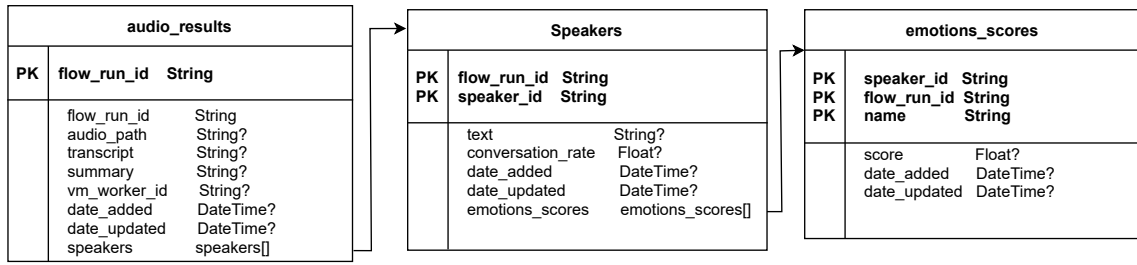 audio_results
PK flow_run_id String
flow_run_id String
audio_path String?
transcript String?
summary String?
vm_worker_id String?
date_added DateTime?
date_updated DateTime?
speakers speakers[]
Speakers
PK flow_run_id String
PK speaker_id String
text String?
conversation_rate Float?
date_added DateTime?
date_updated DateTime?
emotions_scores emotions_scores[]
emotions_scores
PK speaker_id String
PK flow_run_id String
PK name String
score Float?
date_added DateTime?
date_updated DateTime?